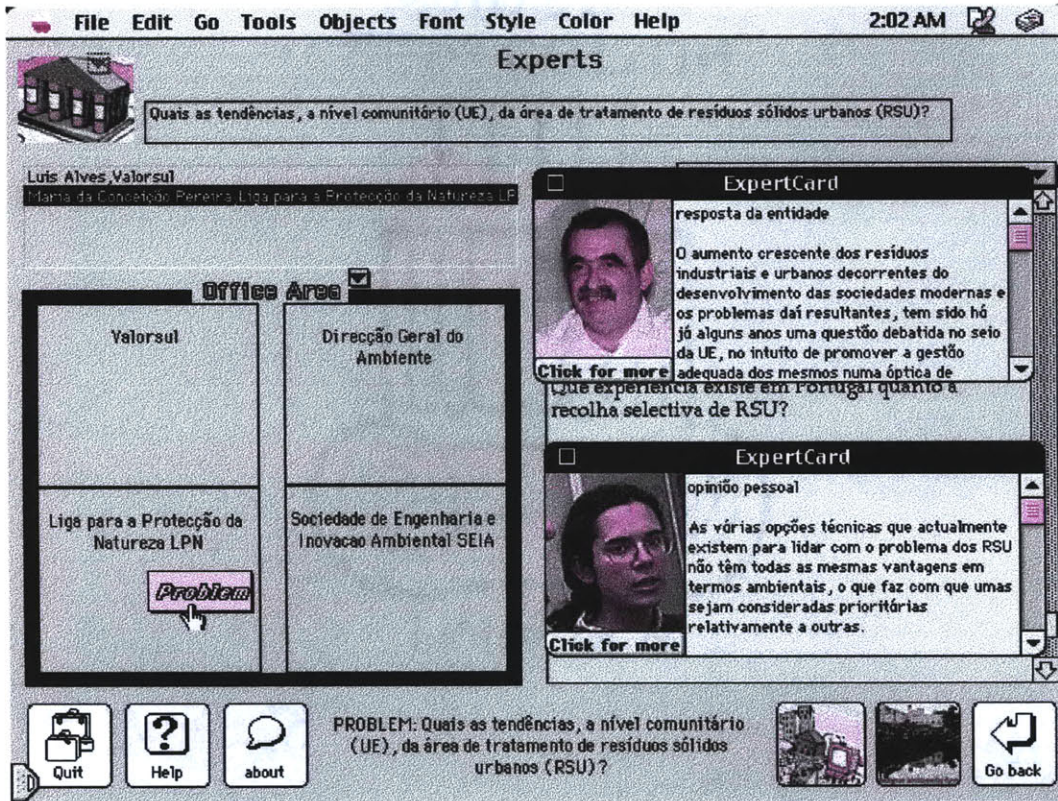 File Edit Go Tools Objects Font Style Color Help 2:02 AM
Experts
Quais as tendências, a nível comunitário (UE), da área de tratamento de resíduos sólidos urbanos (RSU)?
Luis Alves,Valorsul
Maria da Conceição Pereira Liga para a Protecção da Natureza LP
Office Area
Valorsul
Direcção Geral do
Ambiente
Liga para a Protecção da
Natureza LPN
Problem
Sociedade de Engenharia e
Inovacao Ambiental SEIA
ExpertCard
resposta da entidade
O aumento crescente dos resíduos
industriais e urbanos decorrentes do
desenvolvimento das sociedades modernas e
os problemas daí resultantes, tem sido há
já alguns anos uma questão debatida no seio
da UE, no intuito de promover a gestão
adequada dos mesmos numa óptica de
Click for more
Que experiência existe em Portugal quanto à
recolha selectiva de RSU?
ExpertCard
opinião pessoal
As várias opções técnicas que actualmente
existem para lidar com o problema dos RSU
não têm todas as mesmas vantagens em
termos ambientais, o que faz com que umas
sejam consideradas prioritárias
relativamente a outras.
Click for more
Quit
Help
about
PROBLEM: Quais as tendências, a nível comunitário
(UE), da área de tratamento de resíduos sólidos
urbanos (RSU)?
Go back